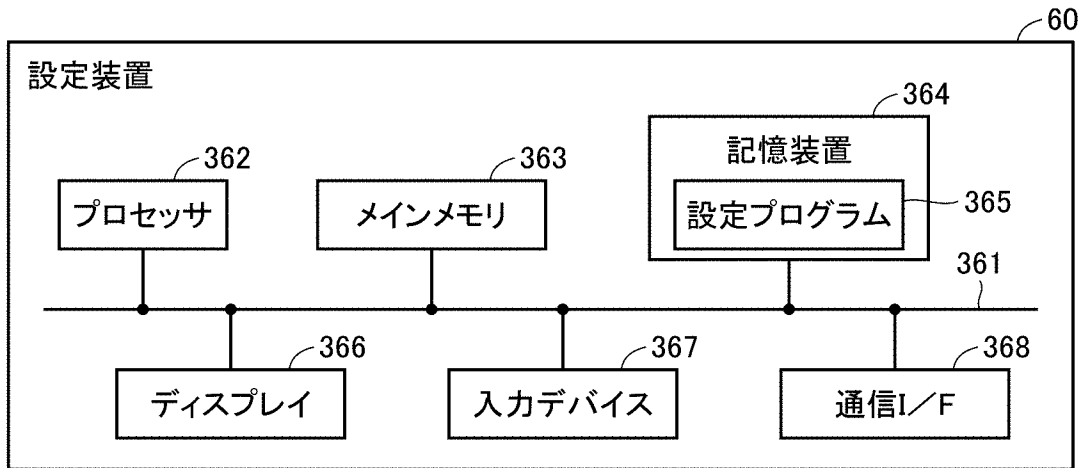 60
設定装置
364
記憶装置
362
363
プロセッサ
メインメモリ
設定プログラム
365
361
366
367
368
ディスプレイ
入力デバイス
通信I/F